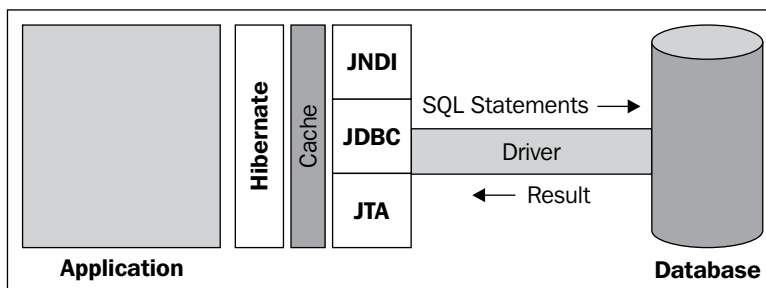 Hibernate
Cache
JNDI
JDBC
JTA
SQL Statements
Driver
Result
Application
Database